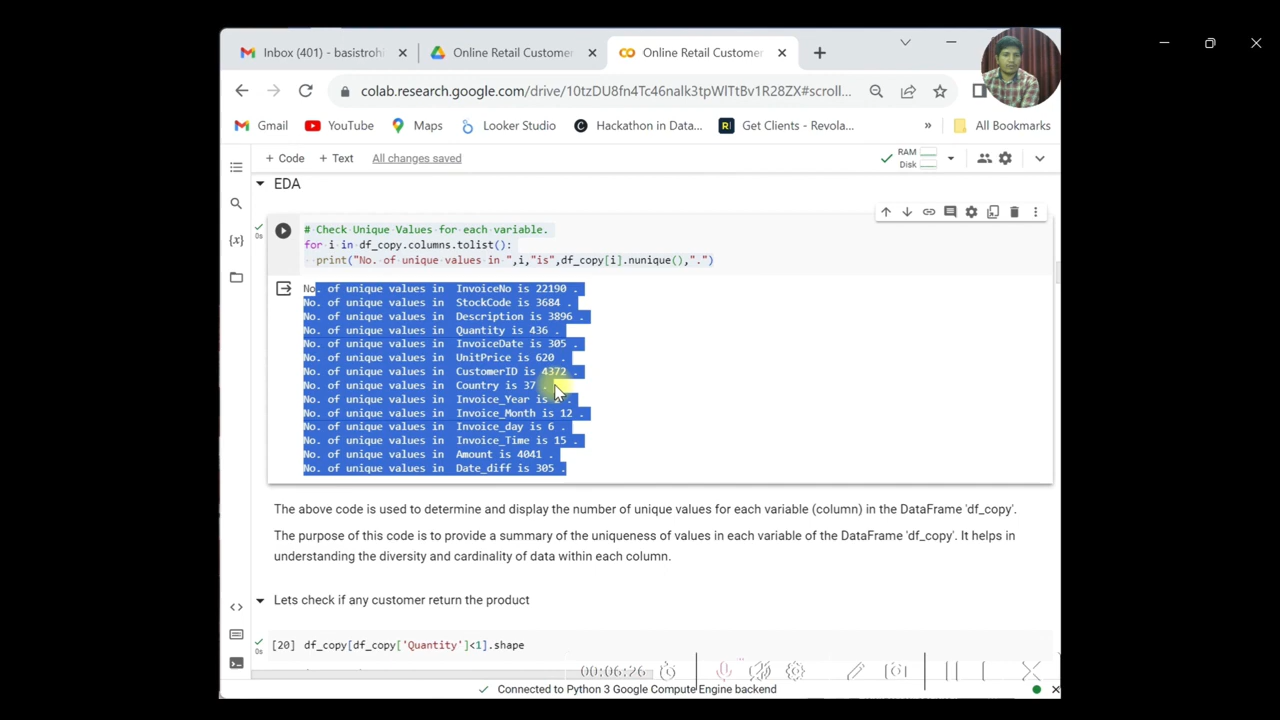 Inbox (401) - basistrohi
Online Retail Customer
Online Retail Customer
colab.research.google.com/drive/10tzDU8fn4Tc46nalk3tpWlTtBv1R28ZX#scroll...
Gmail
YouTube
Maps
Looker Studio
Hackathon in Data...
Get Clients - Revola...
»
All Bookmarks
+ Code
+ Text
All changes saved
RAM
Disk
EDA
0s
# Check Unique Values for each variable.
for i in df_copy.columns.tolist():
print("No. of unique values in ",i,"is",df_copy[i].nunique(),".")
No. of unique values in InvoiceNo is 22190 .
No. of unique values in StockCode is 3684 .
No. of unique values in Description is 3896 .
No. of unique values in Quantity is 436 .
No. of unique values in InvoiceDate is 305 .
No. of unique values in UnitPrice is 620 .
No. of unique values in CustomerID is 4372 .
No. of unique values in Country is 37 .
No. of unique values in Invoice_Year is .
No. of unique values in Invoice_Month is 12 .
No. of unique values in Invoice_day is 6 .
No. of unique values in Invoice_Time is 15 .
No. of unique values in Amount is 4041 .
No. of unique values in Date_diff is 305 .
The above code is used to determine and display the number of unique values for each variable (column) in the DataFrame 'df_copy'.
The purpose of this code is to provide a summary of the uniqueness of values in each variable of the DataFrame 'df_copy'. It helps in
understanding the diversity and cardinality of data within each column.
Lets check if any customer return the product
0s
[20] df_copy[df_copy['Quantity']<1].shape
00:06:26
Connected to Python 3 Google Compute Engine backend